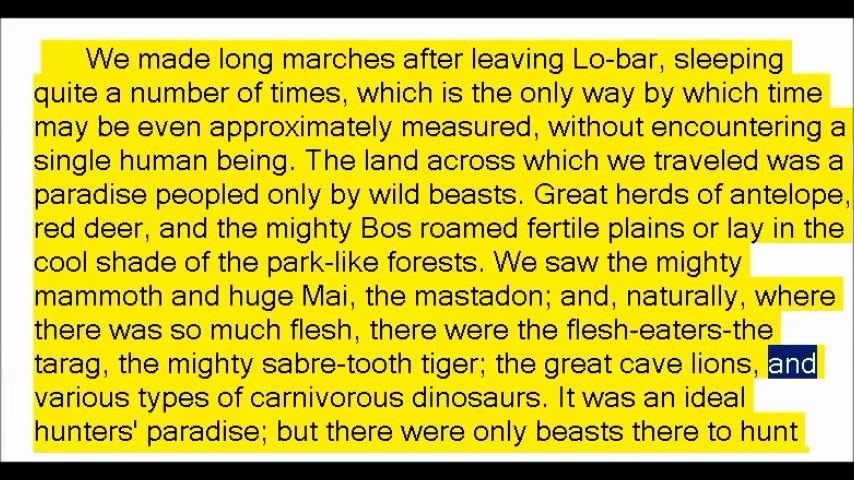 We made long marches after leaving Lo-bar, sleeping
quite a number of times, which is the only way by which time
may be even approximately measured, without encountering a
single human being. The land across which we traveled was a
paradise peopled only by wild beasts. Great herds of antelope,
red deer, and the mighty Bos roamed fertile plains or lay in the
cool shade of the park-like forests. We saw the mighty
mammoth and huge Mai, the mastadon; and, naturally, where
there was so much flesh, there were the flesh-eaters-the
tarag, the mighty sabre-tooth tiger; the great cave lions, and
various types of carnivorous dinosaurs. It was an ideal
hunters' paradise; but there were only beasts there to hunt